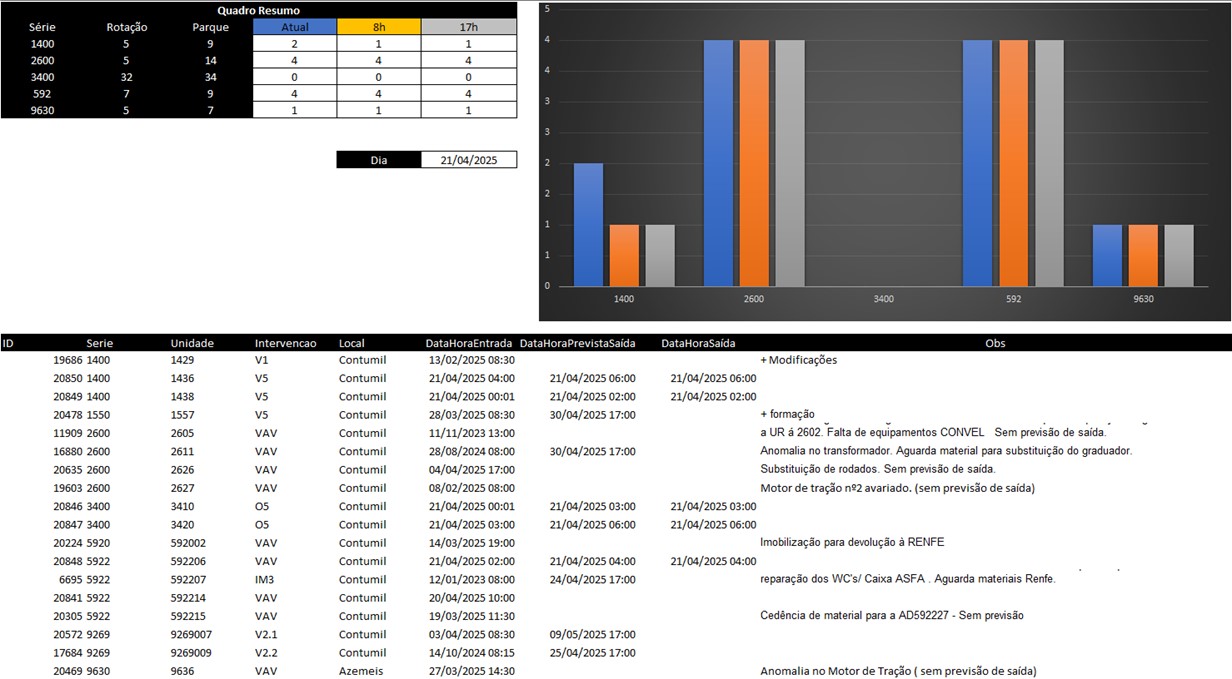 Quadro Resumo
Série Rotação Parque Atual 8h 17h
1400 5 9 2 1 1
2600 5 14 4 4 4
3400 32 34 0 0 0
592 7 9 4 4 4
9630 5 7 1 1 1
Dia 21/04/2025
5
4
4
3
3
2
2
1
1
0
1400 2600 3400 592 9630
ID Serie Unidade Intervencao Local DataHoraEntrada DataHoraPrevistaSaída DataHoraSaída Obs
19686 1400 1429 V1 Contumil 13/02/2025 08:30 + Modificações
20850 1400 1436 V5 Contumil 21/04/2025 04:00 21/04/2025 06:00 21/04/2025 06:00
20849 1400 1438 V5 Contumil 21/04/2025 00:01 21/04/2025 02:00 21/04/2025 02:00
20478 1550 1557 V5 Contumil 28/03/2025 08:30 30/04/2025 17:00 + formação
11909 2600 2605 VAV Contumil 11/11/2023 13:00 a UR á 2602. Falta de equipamentos CONVEL Sem previsão de saída.
16880 2600 2611 VAV Contumil 28/08/2024 08:00 30/04/2025 17:00 Anomalia no transformador. Aguarda material para substituição do graduador.
20635 2600 2626 VAV Contumil 04/04/2025 17:00 Substituição de rodados. Sem previsão de saída.
19603 2600 2627 VAV Contumil 08/02/2025 08:00 Motor de tração nº2 avariado. (sem previsão de saída)
20846 3400 3410 O5 Contumil 21/04/2025 00:01 21/04/2025 03:00 21/04/2025 03:00
20847 3400 3420 O5 Contumil 21/04/2025 03:00 21/04/2025 06:00 21/04/2025 06:00
20224 5920 592002 VAV Contumil 14/03/2025 19:00 Imobilização para devolução à RENFE
20848 5922 592206 VAV Contumil 21/04/2025 02:00 21/04/2025 04:00 21/04/2025 04:00
6695 5922 592207 IM3 Contumil 12/01/2023 08:00 24/04/2025 17:00 reparação dos WC's/ Caixa ASFA . Aguarda materiais Renfe.
20841 5922 592214 VAV Contumil 20/04/2025 10:00
20305 5922 592215 VAV Contumil 19/03/2025 11:30 Cedência de material para a AD592227 - Sem previsão
20572 9269 9269007 V2.1 Contumil 03/04/2025 08:30 09/05/2025 17:00
17684 9269 9269009 V2.2 Contumil 14/10/2024 08:15 25/04/2025 17:00
20469 9630 9636 VAV Azemeis 27/03/2025 14:30 Anomalia no Motor de Tração ( sem previsão de saída)